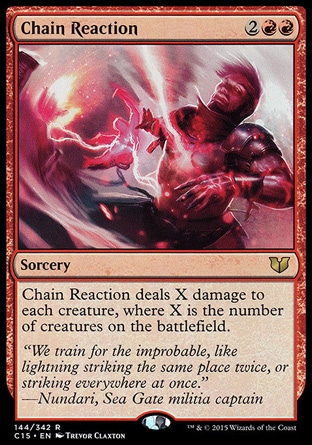 Chain Reaction 2
Sorcery
Chain Reaction deals X damage to
each creature, where X is the number
of creatures on the battlefield.
“We train for the improbable, like
lightning striking the same place twice, or
striking everywhere at once.”
—Nundari, Sea Gate militia captain
144/342 R
C15 • EN Trevor Claxton
™ & © 2015 Wizards of the Coast